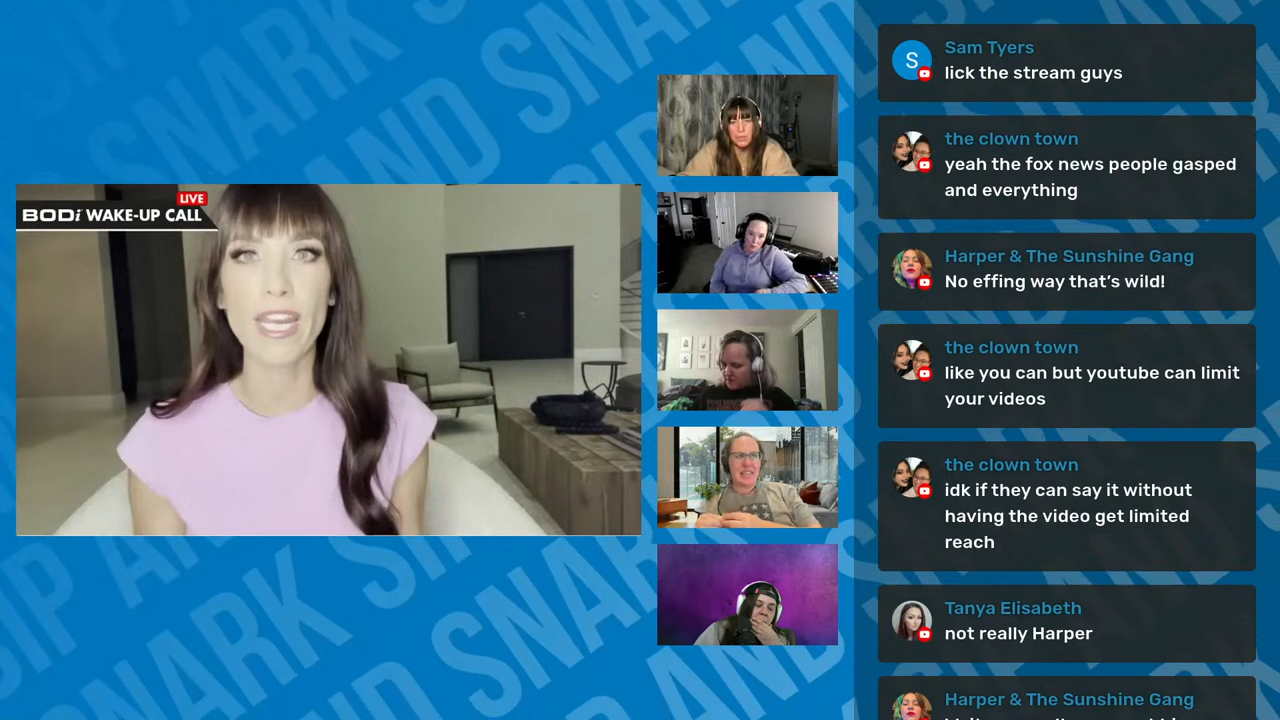 LIVE
BODi WAKE-UP CALL
S
Sam Tyers
lick the stream guys
the clown town
yeah the fox news people gasped
and everything
Harper & The Sunshine Gang
No effing way that’s wild!
the clown town
like you can but youtube can limit
your videos
the clown town
idk if they can say it without
having the video get limited
reach
Tanya Elisabeth
not really Harper
Harper & The Sunshine Gang
SIP AND SNARK